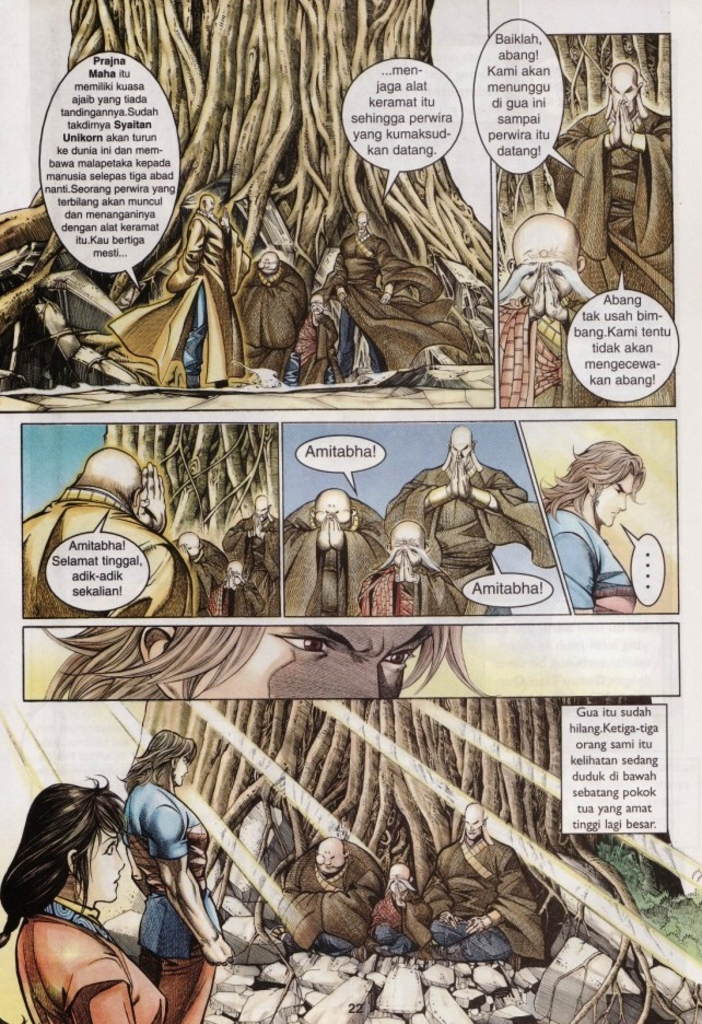 Prajna
Maha itu
memiliki kuasa
ajaib yang tiada
tandingannya.Sudah
takdirnya Syaitan
Unikorn akan turun
ke dunia ini dan mem-
bawa malapetaka kepada
manusia selepas tiga abad
nanti.Seorang perwira yang
terbilang akan muncul
dan menanganinya
dengan alat keramat
itu.Kau bertiga
mesti...
...men-
jaga alat
keramat itu
sehingga perwira
yang kumaksud-
kan datang.
Baiklah,
abang!
Kami akan
menunggu
di gua ini
sampai
perwira itu
datang!
Abang
tak usah bim-
bang.Kami tentu
tidak akan
mengecewa-
kan abang!
Amitabha!
Selamat tinggal,
adik-adik
sekalian!
Amitabha!
Amitabha!
....
Gua itu sudah
hilang.Ketiga-tiga
orang sami itu
kelihatan sedang
duduk di bawah
sebatang pokok
tua yang amat
tinggi lagi besar.
22